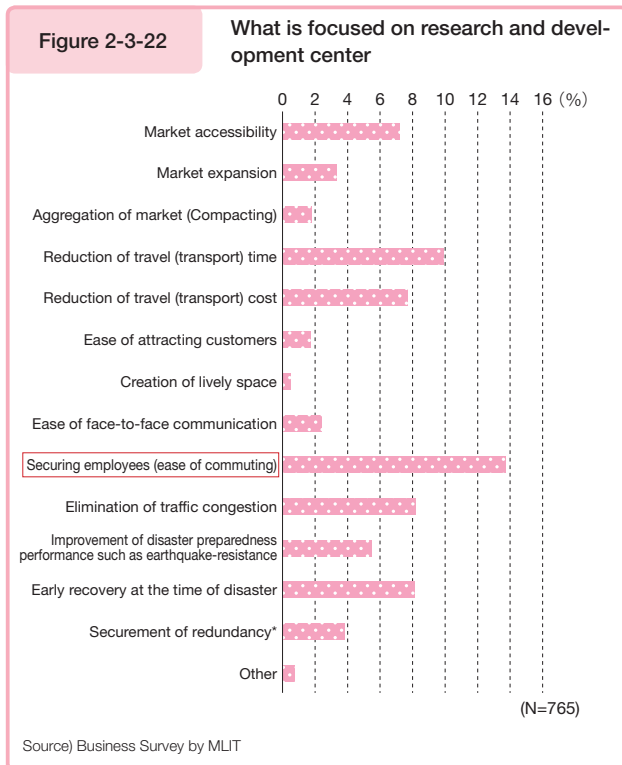 Figure 2-3-22
What is focused on research and devel-
opment center
0 2 4 6 8 10 12 14 16 (%)
Market accessibility
Market expansion
Aggregation of market (Compacting)
Reduction of travel (transport) time
Reduction of travel (transport) cost
Ease of attracting customers
Creation of lively space
Ease of face-to-face communication
Securing employees (ease of commuting)
Elimination of traffic congestion
Improvement of disaster preparedness
performance such as earthquake-resistance
Early recovery at the time of disaster
Securement of redundancy*
Other
(N=765)
Source) Business Survey by MLIT